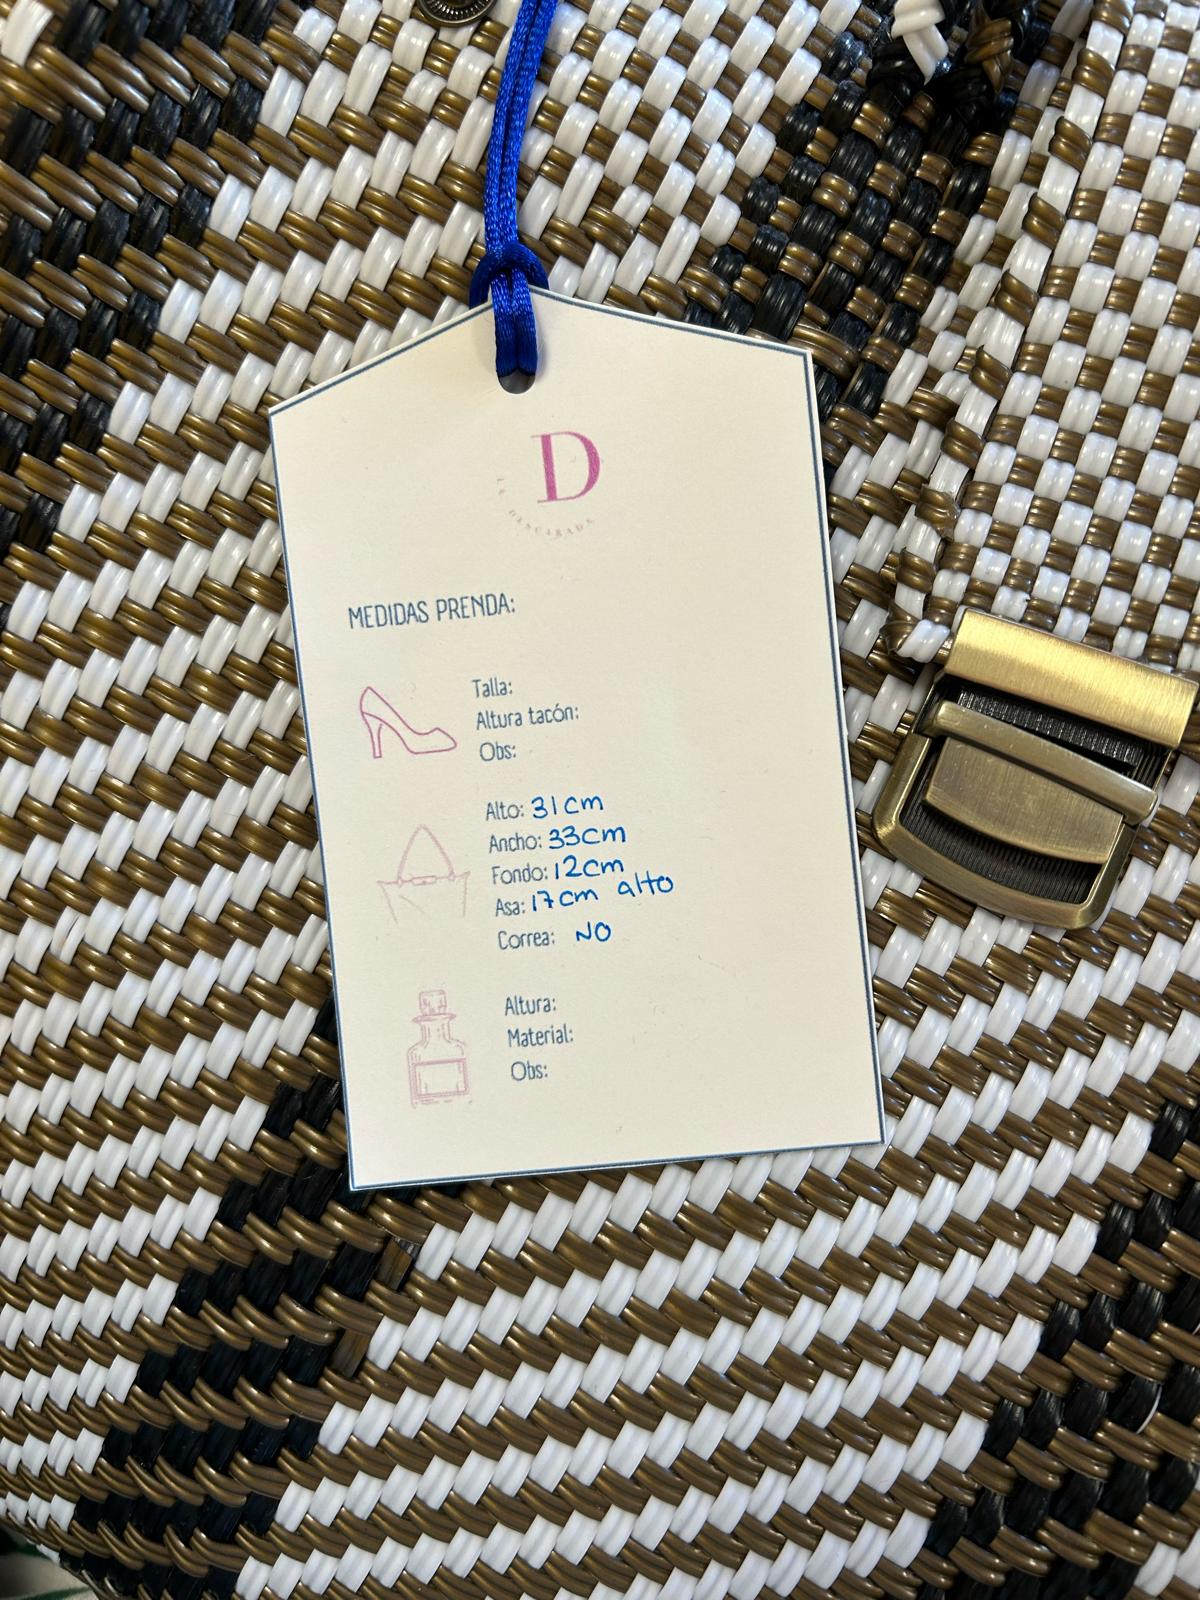 D
DESCARADA
MEDIDAS PRENDA:
Talla:
Altura tacón:
Obs:
Alto: 31cm
Ancho: 33cm
Fondo: 12cm
Asa: 17cm alto
Correa: NO
Altura:
Material:
Obs: